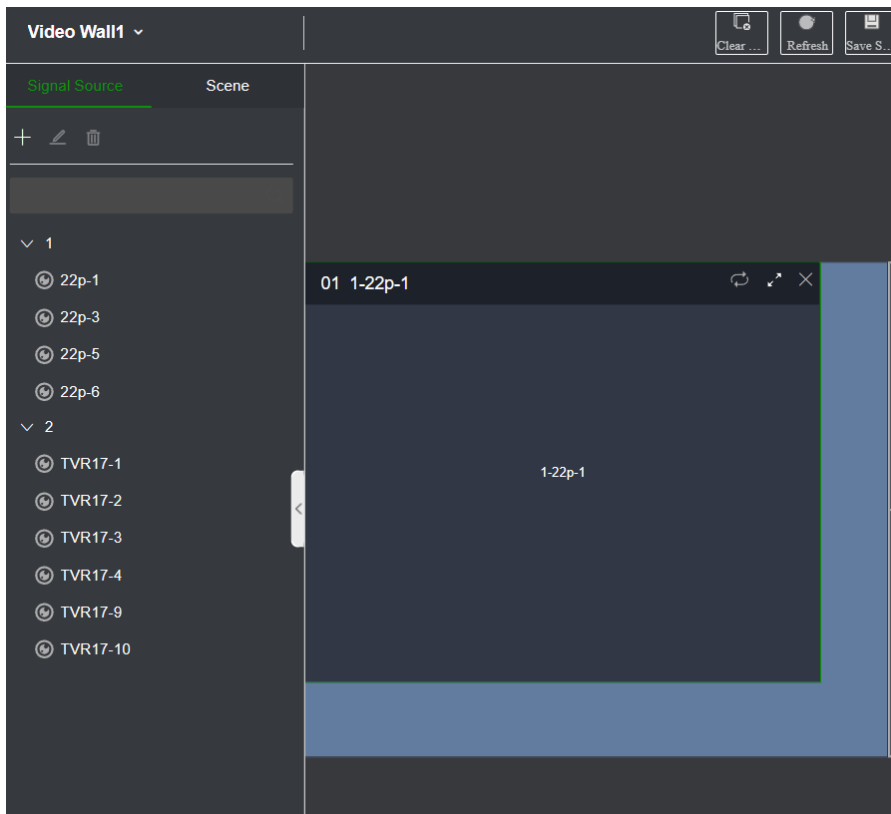 Video Wall1
Clear ...
Refresh
Save S..
Signal Source
Scene
1
22p-1
22p-3
22p-5
22p-6
2
TVR17-1
TVR17-2
TVR17-3
TVR17-4
TVR17-9
TVR17-10
01 1-22p-1
1-22p-1